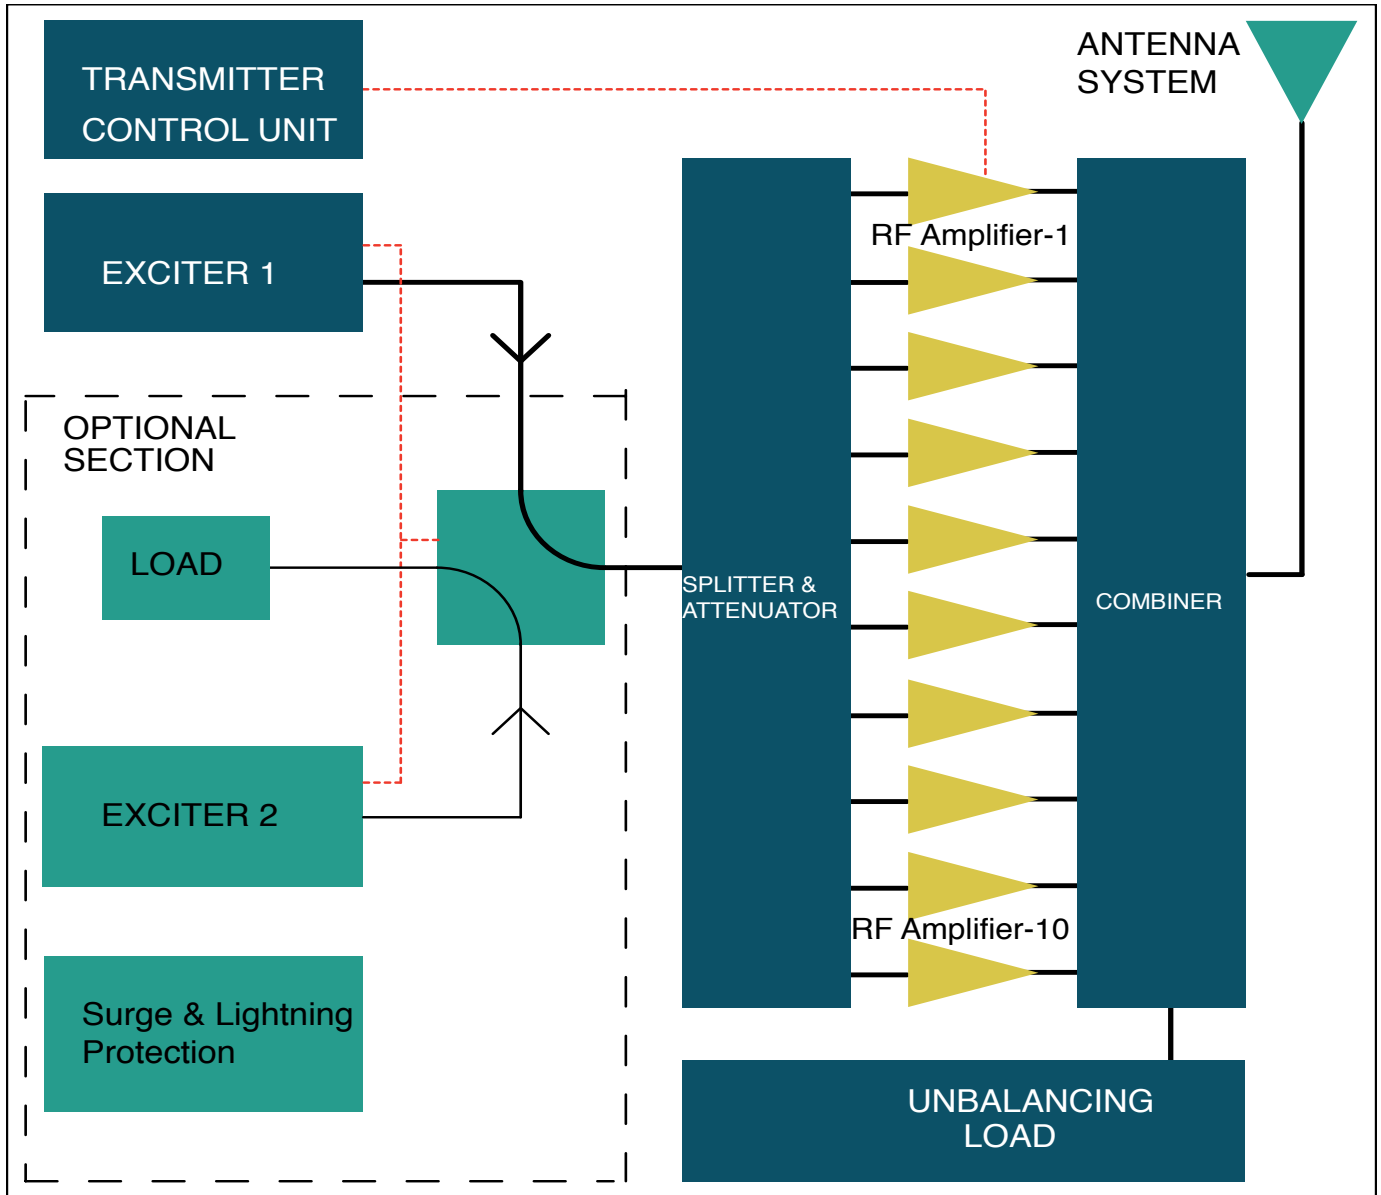 TRANSMITTER
CONTROL UNIT
ANTENNA
SYSTEM
EXCITER 1
RF Amplifier-1
OPTIONAL
SECTION
LOAD
SPLITTER &
ATTENUATOR
COMBINER
EXCITER 2
RF Amplifier-10
Surge & Lightning
Protection
UNBALANCING
LOAD